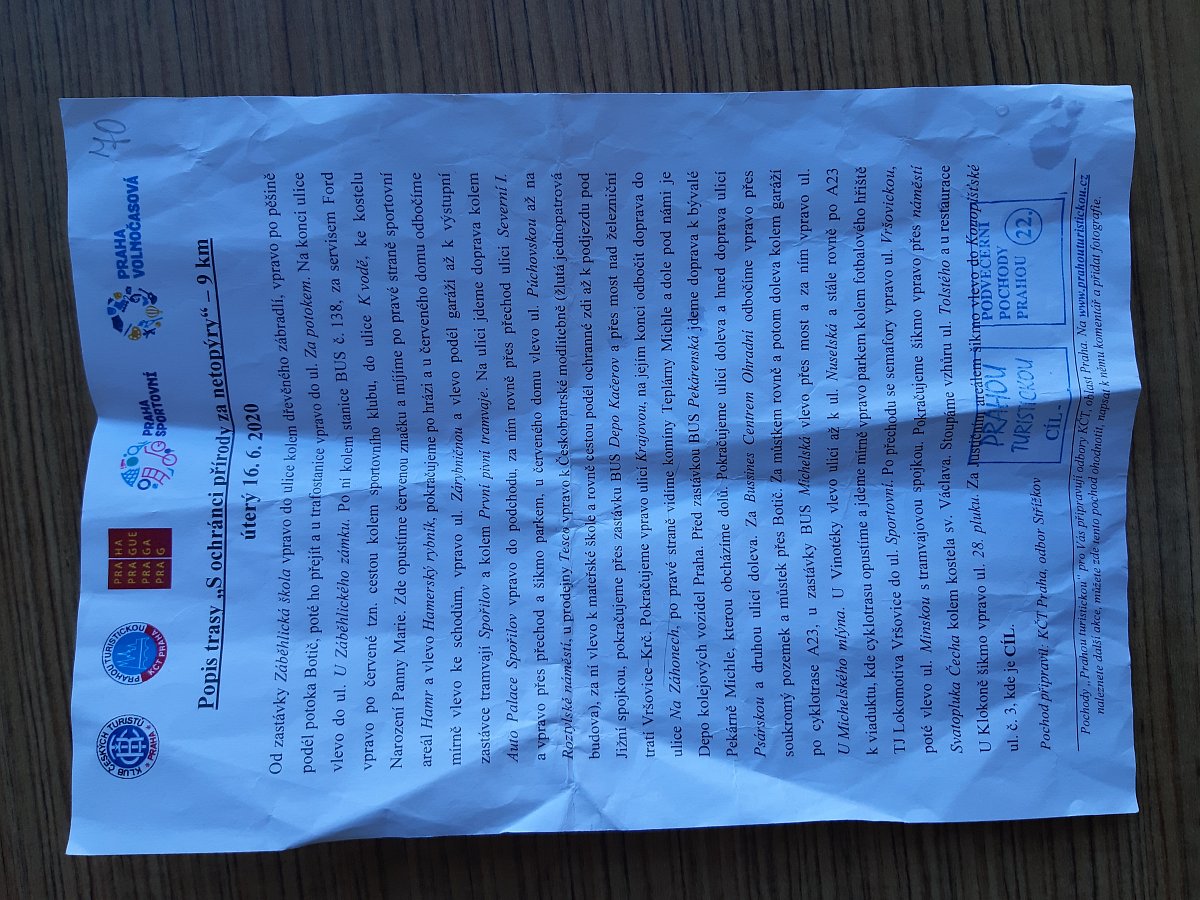 170
KLUB ČESKÝCH TURISTŮ
KČT
* PRAHA *
PRAHOU TURISTICKOU
KČT PRAHA
PRAHA
PRAGUE
PRAGA
PRAG
PRAHA
SPORTOVNÍ
PRAHA
VOLNOČASOVÁ
Popis trasy „S ochránci přírody za netopýry“ – 9 km
úterý 16. 6. 2020
Od zastávky Záběhlická škola vpravo do ulice kolem dřevěného zábradlí, vpravo po pěšině
podél potoka Botič, poté ho přejít a u trafostanice vpravo do ul. Za potokem. Na konci ulice
vlevo do ul. U Záběhlického zámku. Po ní kolem stanice BUS č. 138, za servisem Ford
vpravo po červené tzn. cestou kolem sportovního klubu, do ulice K vodě, ke kostelu
Narození Panny Marie. Zde opustíme červenou značku a míjíme po pravé straně sportovní
areál Hamr a vlevo Hamerský rybník, pokračujeme po hrázi a u červeného domu odbočíme
mírně vlevo ke schodům, vpravo ul. Zárybničnou a vlevo podél garáží až k výstupní
zastávce tramvají Spořilov a kolem První pivní tramvaje. Na ulici jdeme doprava kolem
Auto Palace Spořilov vpravo do podchodu, za ním rovně přes přechod ulicí Severní I.
a vpravo přes přechod a šikmo parkem, u červeného domu vlevo ul. Púchovskou až na
Roztylské náměstí, u prodejny Tesco vpravo k Českobratrské modlitebně (žlutá jednopatrová
budova), za ní vlevo k mateřské škole a rovně cestou podél ochranné zdi až k podjezdu pod
Jižní spojkou, pokračujeme přes zastávku BUS Depo Kačerov a přes most nad železniční
tratí Vršovice–Krč. Pokračujeme vpravo ulicí Krajovou, na jejím konci odbočit doprava do
ulice Na Záhonech, po pravé straně vidíme komíny Teplárny Michle a dole pod námi je
Depo kolejových vozidel Praha. Před zastávkou BUS Pekárenská jdeme doprava k bývalé
Pekárně Michle, kterou obcházíme dolů. Pokračujeme ulicí doleva a hned doprava ulicí
Psárskou a druhou ulicí doleva. Za Bussines Centrem Ohradní odbočíme vpravo přes
soukromý pozemek a můstek přes Botič. Za můstkem rovně a potom doleva kolem garáží
po cyklotrase A23, u zastávky BUS Michelská vlevo přes most a za ním vpravo ul.
U Michelského mlýna. U Vinotéky vlevo ulicí až k ul. Nuselská a stále rovně po A23
k viaduktu, kde cyklotrasu opustíme a jdeme mírně vpravo parkem kolem fotbalového hřiště
TJ Lokomotiva Vršovice do ul. Sportovní. Po přechodu se semafory vpravo ul. Vršovickou,
poté vlevo ul. Minskou s tramvajovou spojkou. Pokračujeme šikmo vpravo přes náměstí
Svatopluka Čecha kolem kostela sv. Václava. Stoupáme vzhůru ul. Tolstého a u restaurace
U Klokoně šikmo vpravo ul. 28 pluku. Za Justičním areálem šikmo vlevo do Konopišťské
ul. č. 3, kde je CÍL.
PRAHOU
TURISTICKOU
CÍL -
PODVEČERNÍ
POCHODY
PRAHOU 22.
Pochod připravil KČT Praha, odbor Střížkov
Pochody „Prahou turistickou“ pro Vás připravují odbory KČT, oblast Praha. Na www.prahouturistickou.cz
naleznete další akce, můžete zde tento pochod ohodnotit, napsat k němu komentář a přidat fotografie.